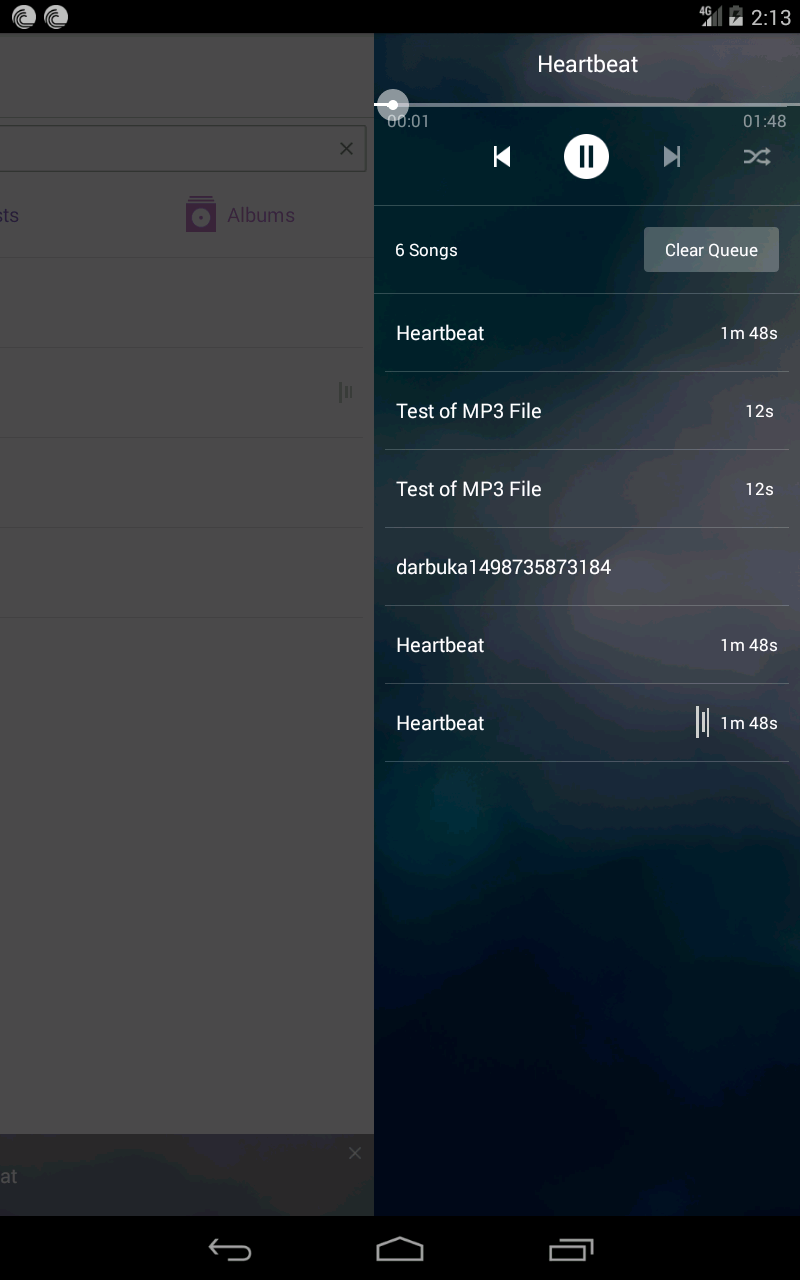 4G 2:13
Heartbeat
00:01 01:48
sts Albums
6 Songs Clear Queue
Heartbeat 1m 48s
Test of MP3 File 12s
Test of MP3 File 12s
darbuka1498735873184
Heartbeat 1m 48s
Heartbeat 1m 48s
at